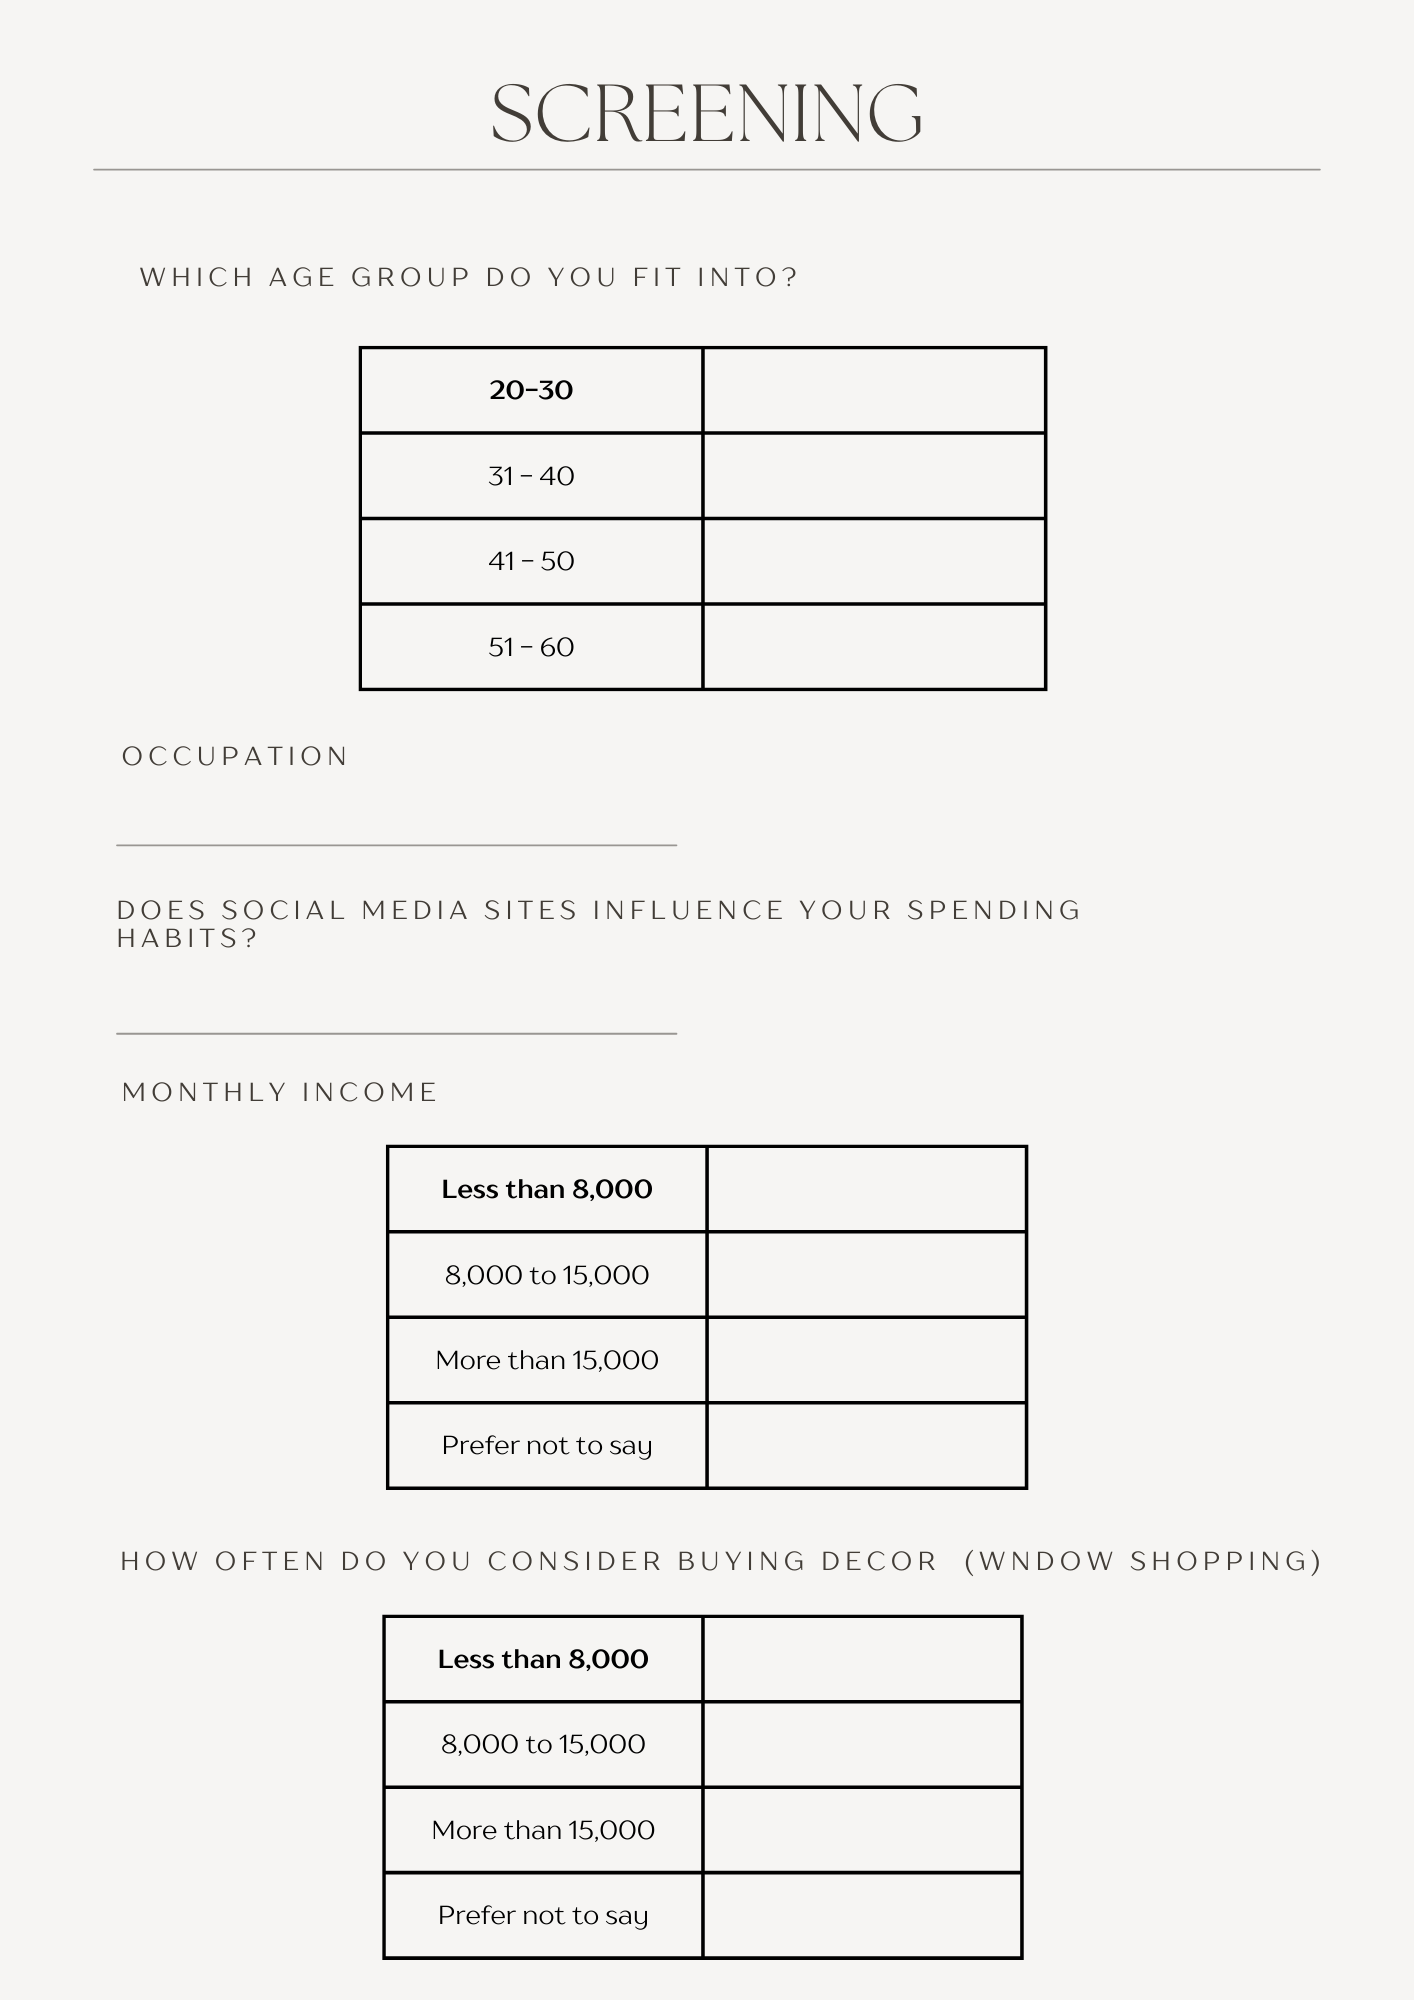 SCREENING
WHICH AGE GROUP DO YOU FIT INTO?
20-30
31 - 40
41 - 50
51 - 60
OCCUPATION
DOES SOCIAL MEDIA SITES INFLUENCE YOUR SPENDING
HABITS?
MONTHLY INCOME
Less than 8,000
8,000 to 15,000
More than 15,000
Prefer not to say
HOW OFTEN DO YOU CONSIDER BUYING DECOR (WNDOW SHOPPING)
Less than 8,000
8,000 to 15,000
More than 15,000
Prefer not to say